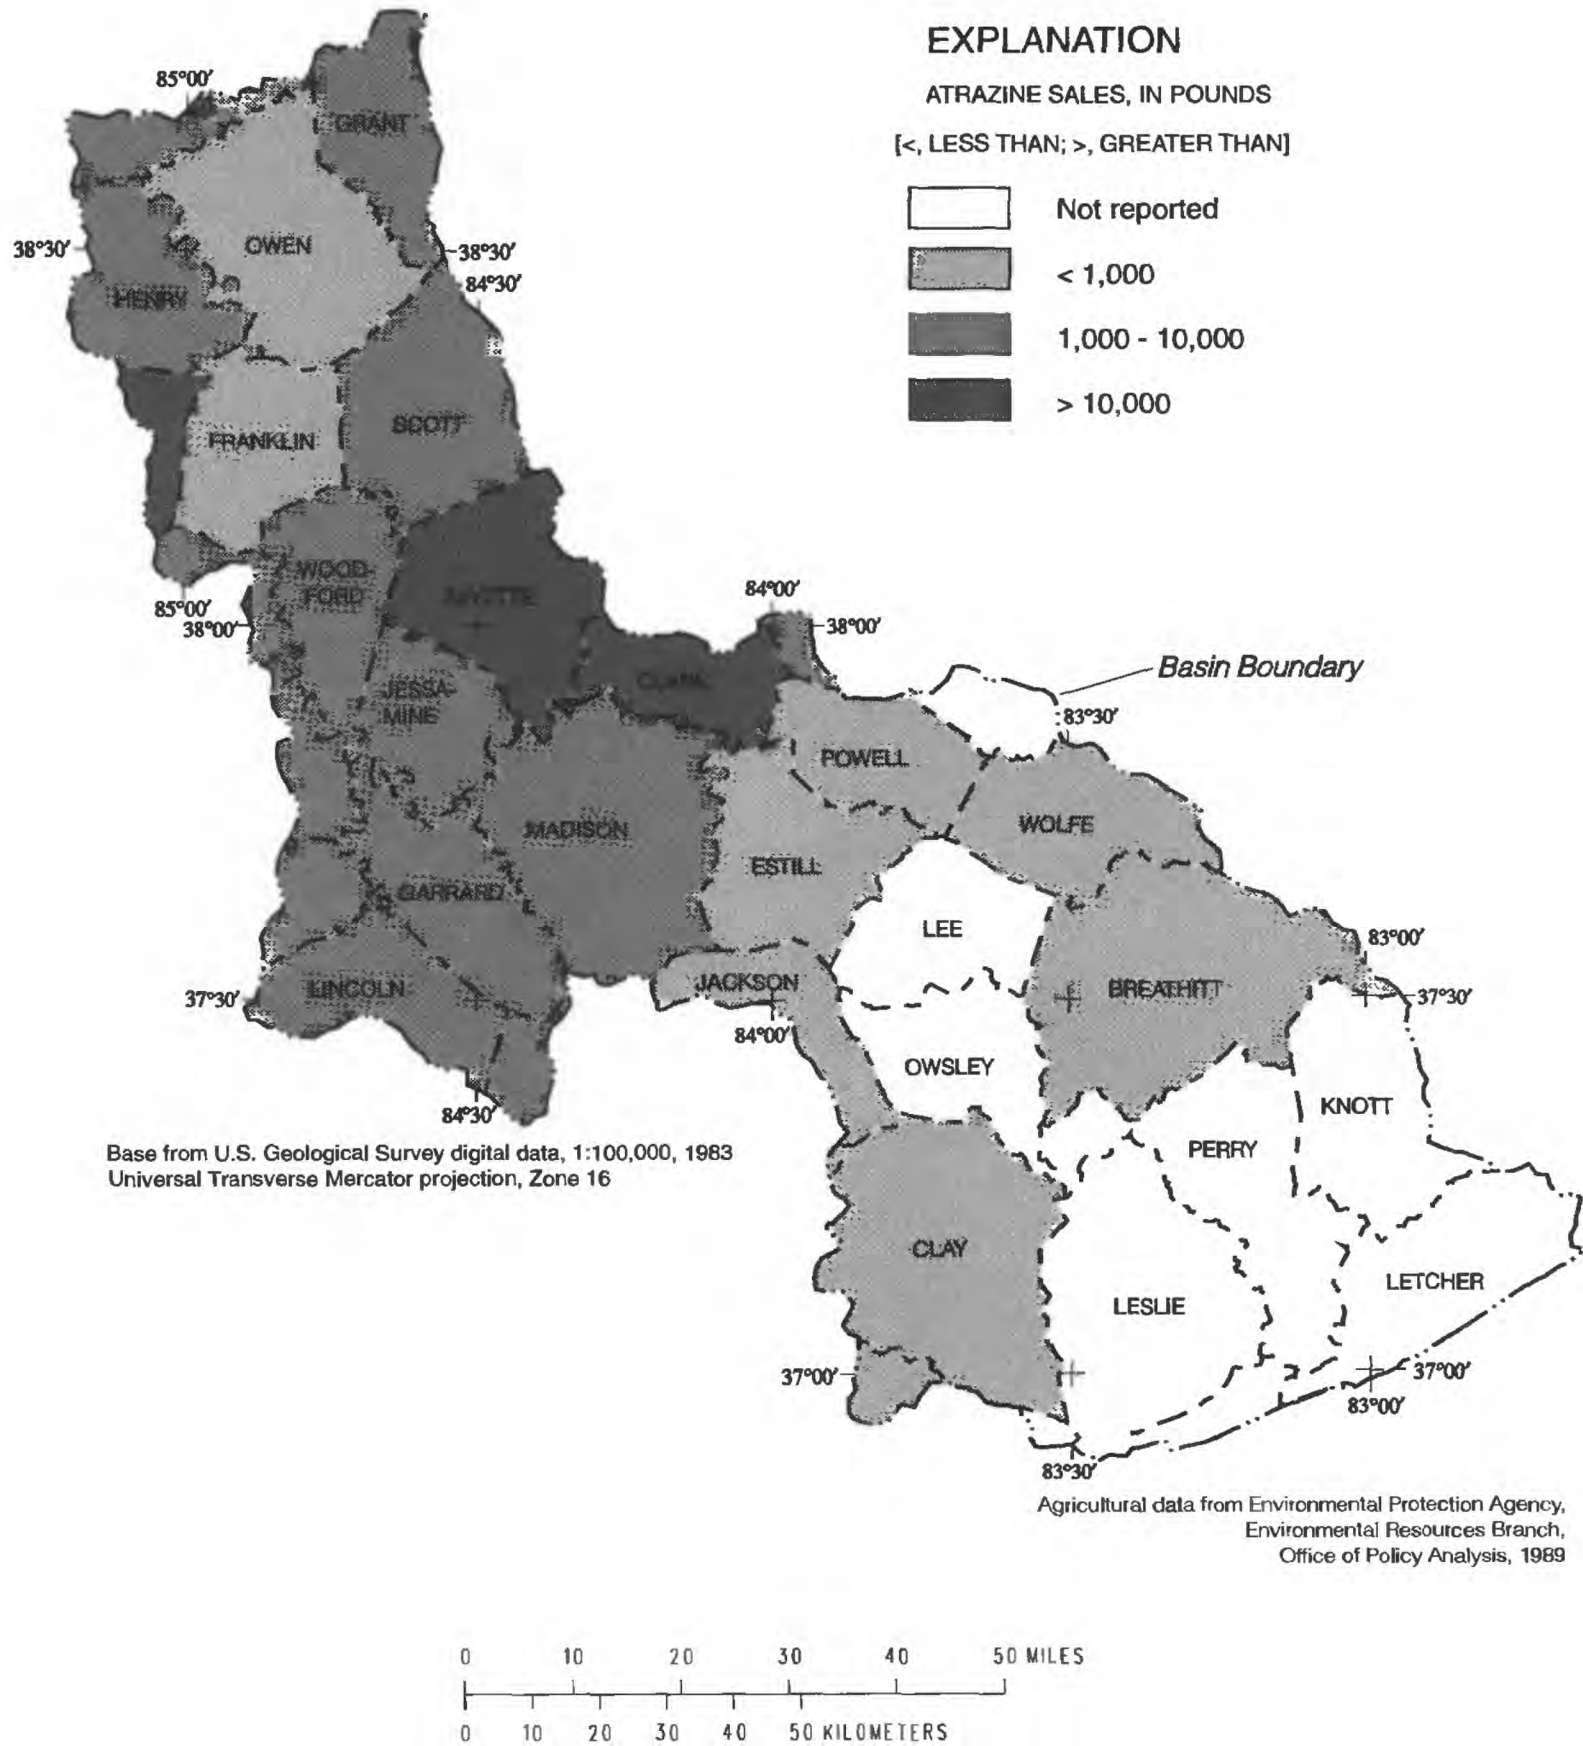 EXPLANATION
ATRAZINE SALES, IN POUNDS
[<, LESS THAN; >, GREATER THAN]
Not reported
< 1,000
1,000 - 10,000
> 10,000
85°00′
GRANT
38°30′
OWEN
38°30′
84°30′
HENRY
FRANKLIN
SCOTT
WOOD-
FORD
FAYETTE
85°00′
38°00′
84°00′
38°00′
Basin Boundary
CLARK
JESSA-
MINE
83°30′
POWELL
WOLFE
MADISON
ESTILL
GARRARD
LEE
83°00′
LINCOLN
37°30′
JACKSON
BREATHITT
37°30′
84°00′
OWSLEY
84°30′
KNOTT
PERRY
Base from U.S. Geological Survey digital data, 1:100,000, 1983
Universal Transverse Mercator projection, Zone 16
CLAY
LESLIE
LETCHER
37°00′
37°00′
83°00′
83°30′
Agricultural data from Environmental Protection Agency,
Environmental Resources Branch,
Office of Policy Analysis, 1989
0 10 20 30 40 50 MILES
0 10 20 30 40 50 KILOMETERS